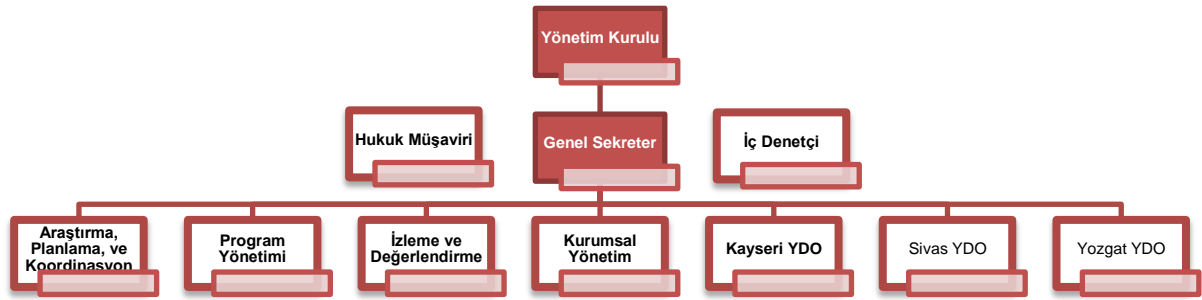 Yönetim Kurulu
Hukuk Müşaviri
Genel Sekreter
İç Denetçi
Araştırma,
Planlama, ve
Koordinasyon
Program
Yönetimi
İzleme ve
Değerlendirme
Kurumsal
Yönetim
Kayseri YDO
Sivas YDO
Yozgat YDO